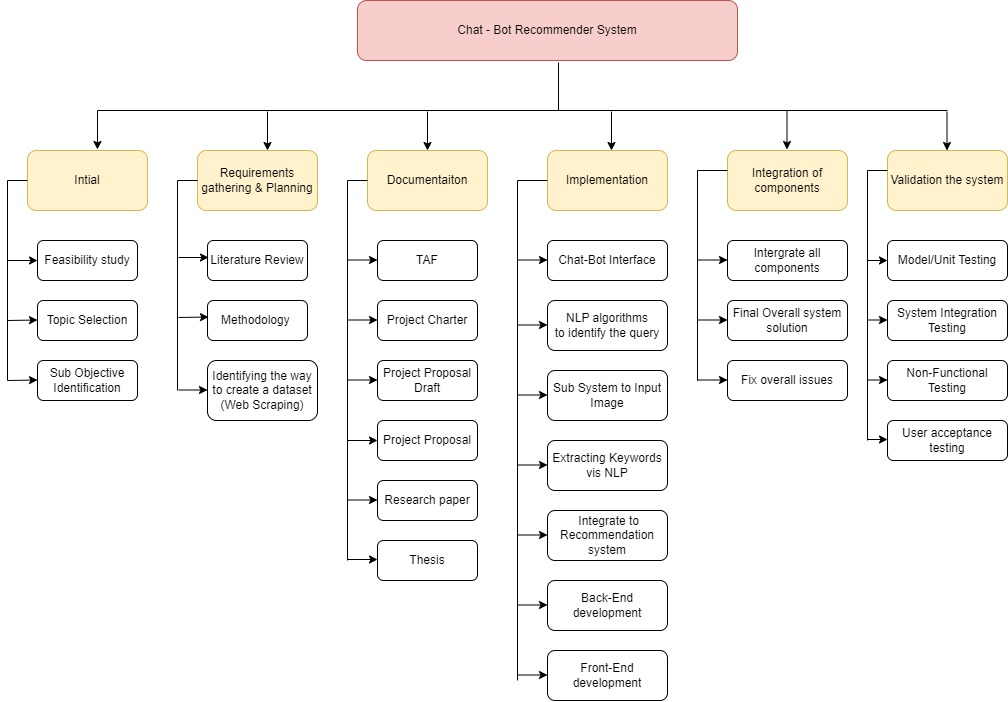 Chat - Bot Recommender System
Intial
Feasibility study
Topic Selection
Sub Objective
Identification
Requirements
gathering & Planning
Literature Review
Methodology
Identifying the way
to create a dataset
(Web Scraping)
Documentaiton
TAF
Project Charter
Project Proposal
Draft
Project Proposal
Research paper
Thesis
Implementation
Chat-Bot Interface
NLP algorithms
to identify the query
Sub System to Input
Image
Extracting Keywords
vis NLP
Integrate to
Recommendation
system
Back-End
development
Front-End
development
Integration of
components
Intergrate all
components
Final Overall system
solution
Fix overall issues
Validation the system
Model/Unit Testing
System Integration
Testing
Non-Functional
Testing
User acceptance
testing